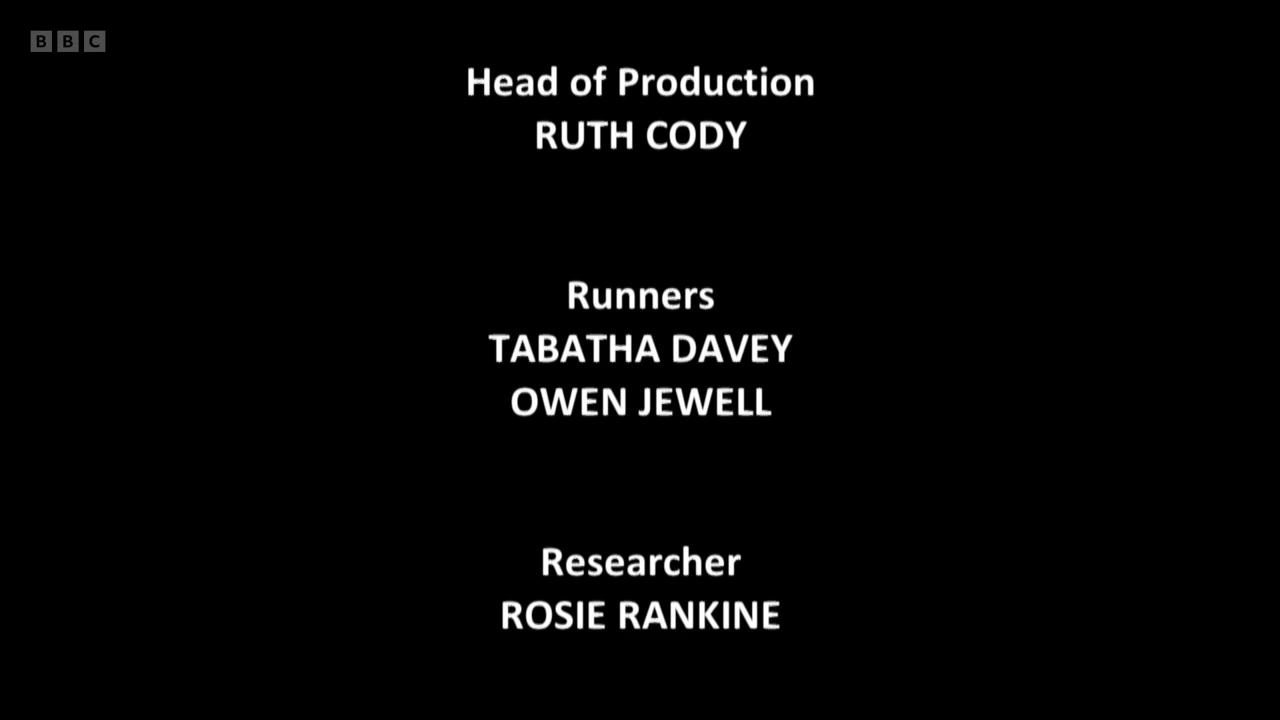 BBC
Head of Production
RUTH CODY
Runners
TABATHA DAVEY
OWEN JEWELL
Researcher
ROSIE RANKINE